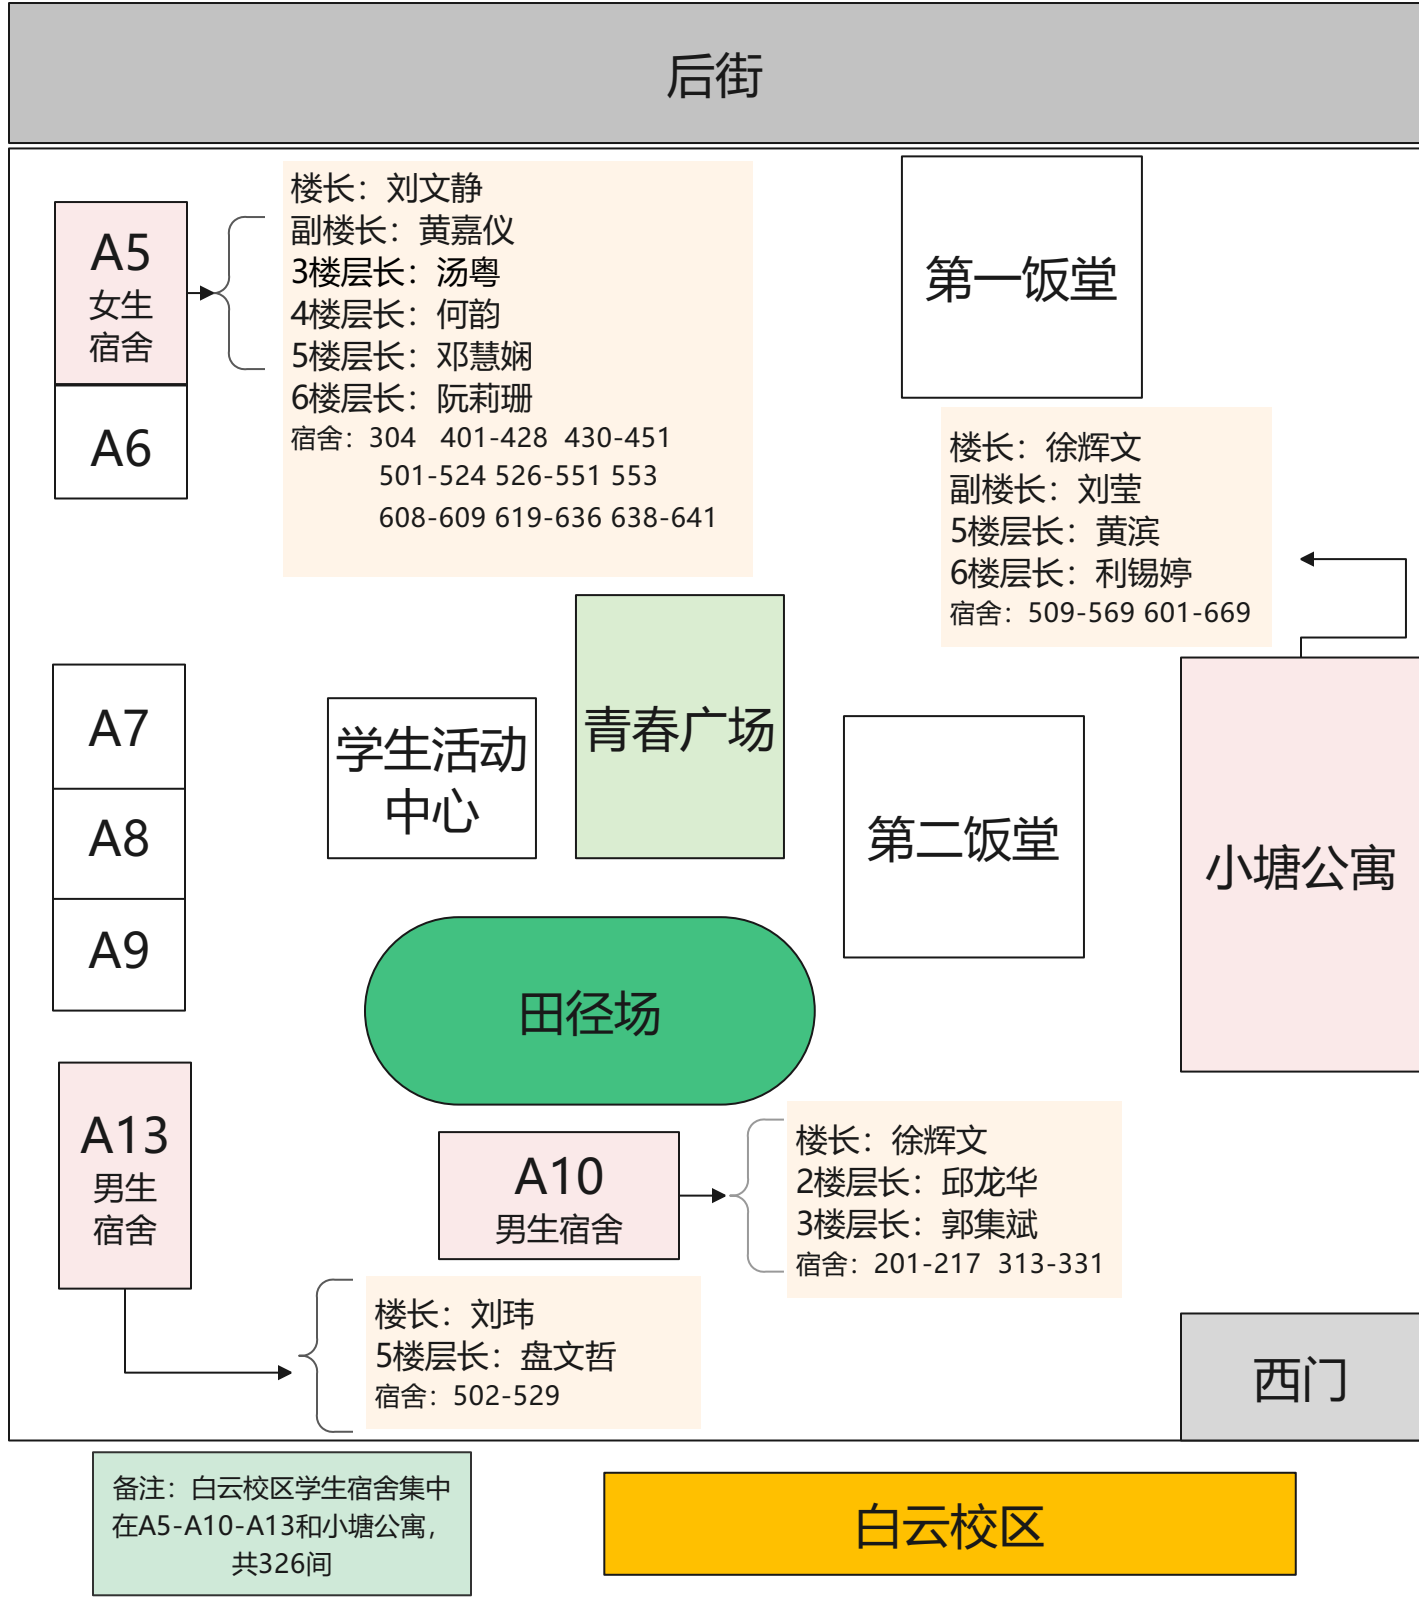 后街
A5
女生
宿舍
楼长：刘文静
副楼长：黄嘉仪
3楼层长：汤粤
4楼层长：何韵
5楼层长：邓慧娴
6楼层长：阮莉珊
宿舍：304 401-428 430-451
501-524 526-551 553
608-609 619-636 638-641
第一饭堂
A6
楼长：徐辉文
副楼长：刘莹
5楼层长：黄滨
6楼层长：利锡婷
宿舍：509-569 601-669
A7
A8
A9
学生活动
中心
青春广场
第二饭堂
小塘公寓
田径场
A13
男生
宿舍
A10
男生宿舍
楼长：徐辉文
2楼层长：邱龙华
3楼层长：郭集斌
宿舍：201-217 313-331
楼长：刘玮
5楼层长：盘文哲
宿舍：502-529
西门
备注：白云校区学生宿舍集中
在A5-A10-A13和小塘公寓，
共326间
白云校区